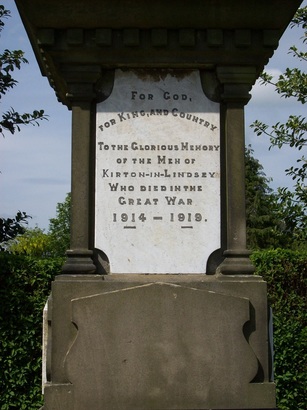 For God,
for King, and Country
To the Glorious Memory
of the Men of
Kirton-in-Lindsey
Who died in the
Great War
1914 — 1919.